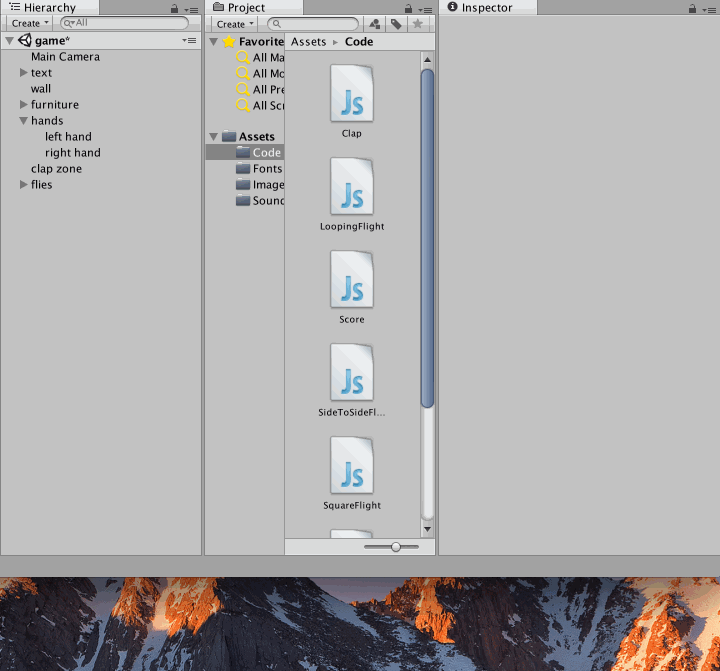 Hierarchy
Create
All
game*
Main Camera
text
wall
furniture
hands
left hand
right hand
clap zone
flies
Project
Create
Favorite
All Ma
All Mo
All Pre
All Scr
Assets
Code
Fonts
Image
Sound
Assets Code
Js
Clap
Js
LoopingFlight
Js
Score
Js
SideToSideFl...
Js
SquareFlight
Inspector